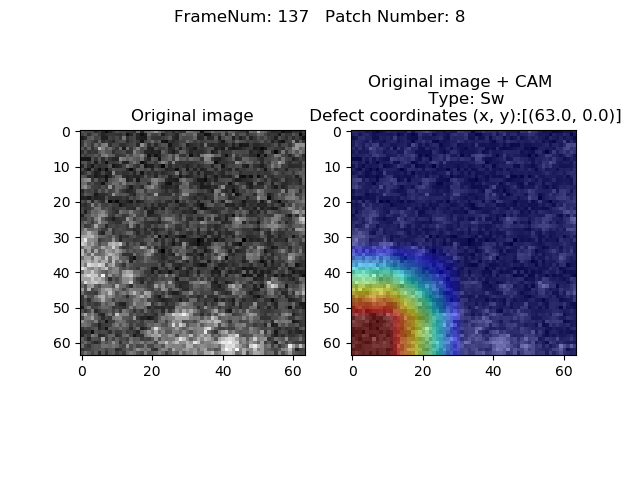 FrameNum: 137   Patch Number: 8
Original image
0
10
20
30
40
50
60
0 20 40 60
Original image + CAM
Type: Sw
Defect coordinates (x, y):[(63.0, 0.0)]
0
10
20
30
40
50
60
0 20 40 60